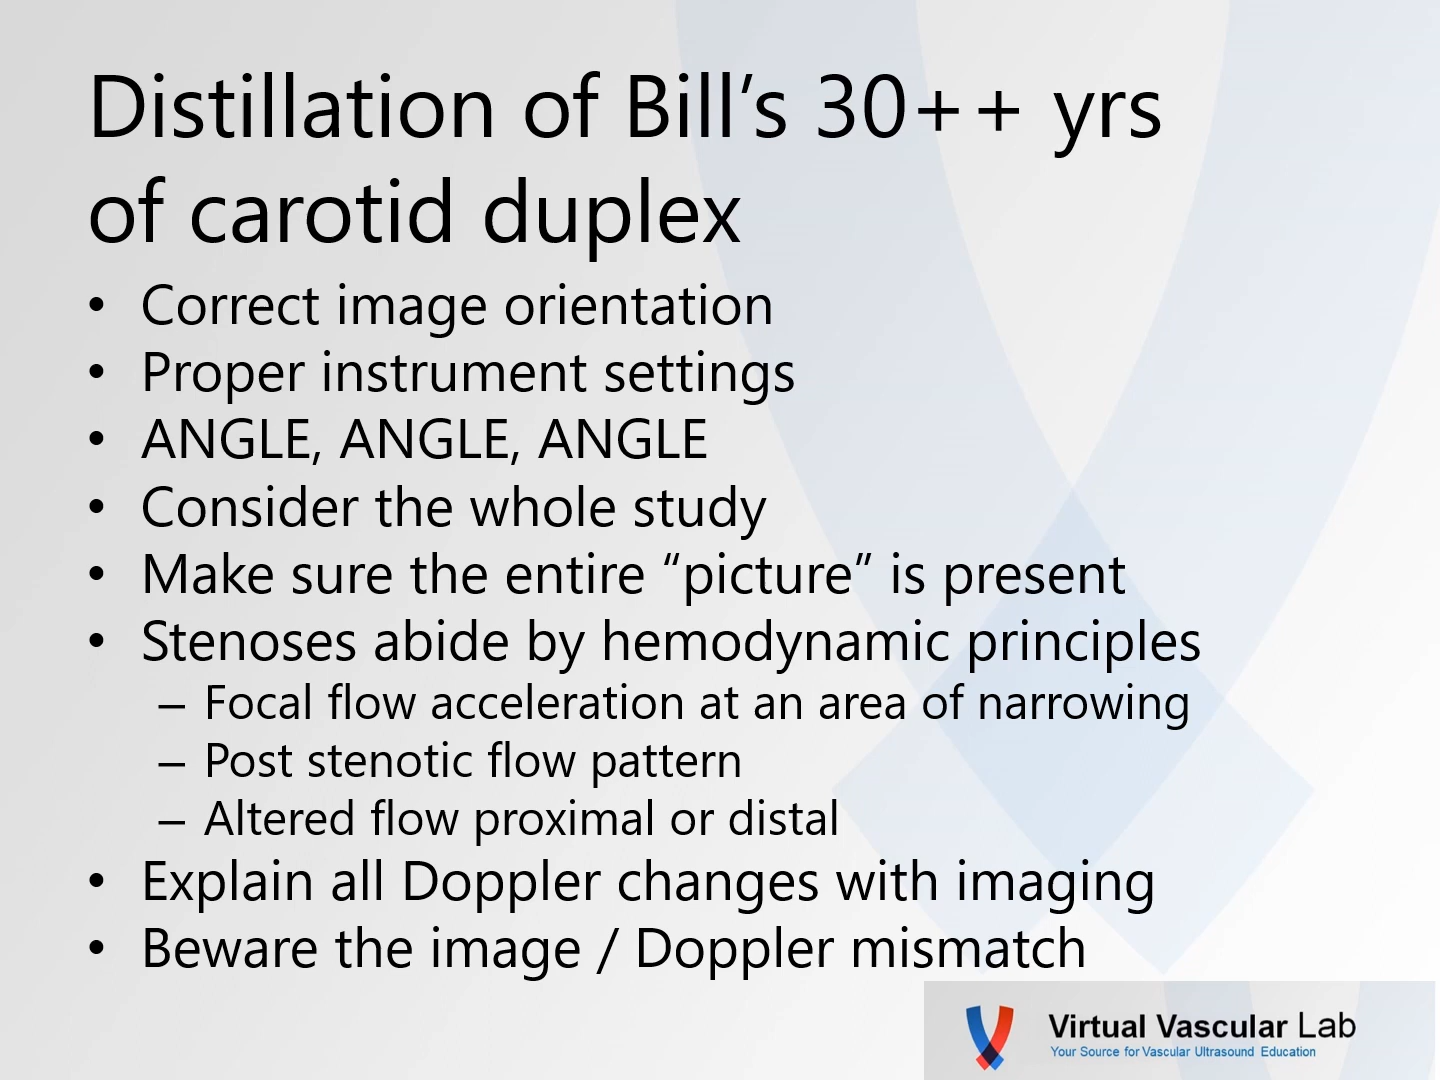 Distillation of Bill’s 30++ yrs
of carotid duplex
• Correct image orientation
• Proper instrument settings
• ANGLE, ANGLE, ANGLE
• Consider the whole study
• Make sure the entire “picture” is present
• Stenoses abide by hemodynamic principles
– Focal flow acceleration at an area of narrowing
– Post stenotic flow pattern
– Altered flow proximal or distal
• Explain all Doppler changes with imaging
• Beware the image / Doppler mismatch
Virtual Vascular Lab
Your Source for Vascular Ultrasound Education